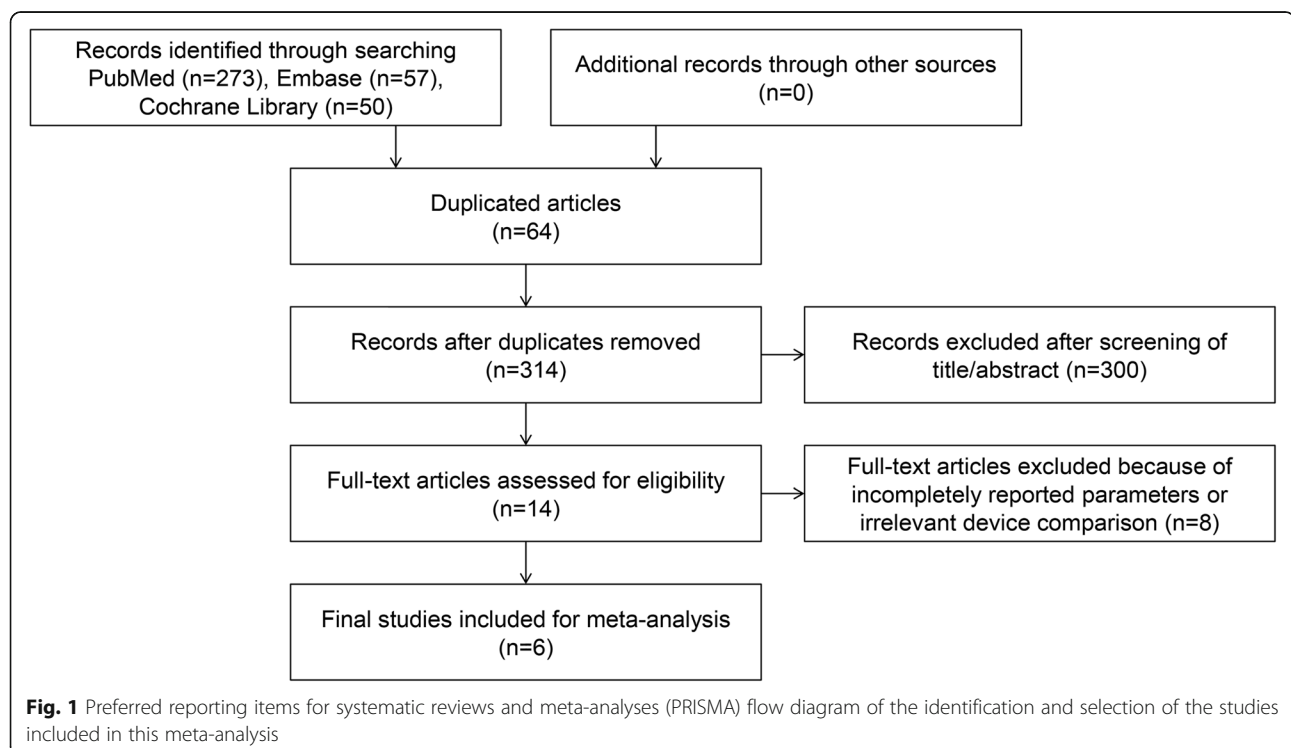 Records identified through searching
PubMed (n=273), Embase (n=57),
Cochrane Library (n=50)
Additional records through other sources
(n=0)
Duplicated articles
(n=64)
Records after duplicates removed
(n=314)
Records excluded after screening of
title/abstract (n=300)
Full-text articles assessed for eligibility
(n=14)
Full-text articles excluded because of
incompletely reported parameters or
irrelevant device comparison (n=8)
Final studies included for meta-analysis
(n=6)
Fig. 1 Preferred reporting items for systematic reviews and meta-analyses (PRISMA) flow diagram of the identification and selection of the studies
included in this meta-analysis